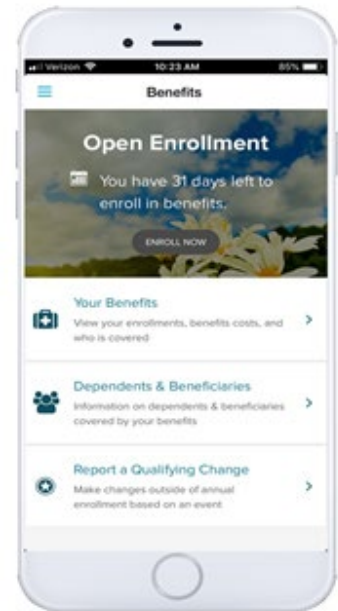 Verizon 10:23 AM 85%
Benefits
Open Enrollment
You have 31 days left to
enroll in benefits.
ENROLL NOW
Your Benefits
View your enrollments, benefits costs, and
who is covered
Dependents & Beneficiaries
Information on dependents & beneficiaries
covered by your benefits
Report a Qualifying Change
Make changes outside of annual
enrollment based on an event